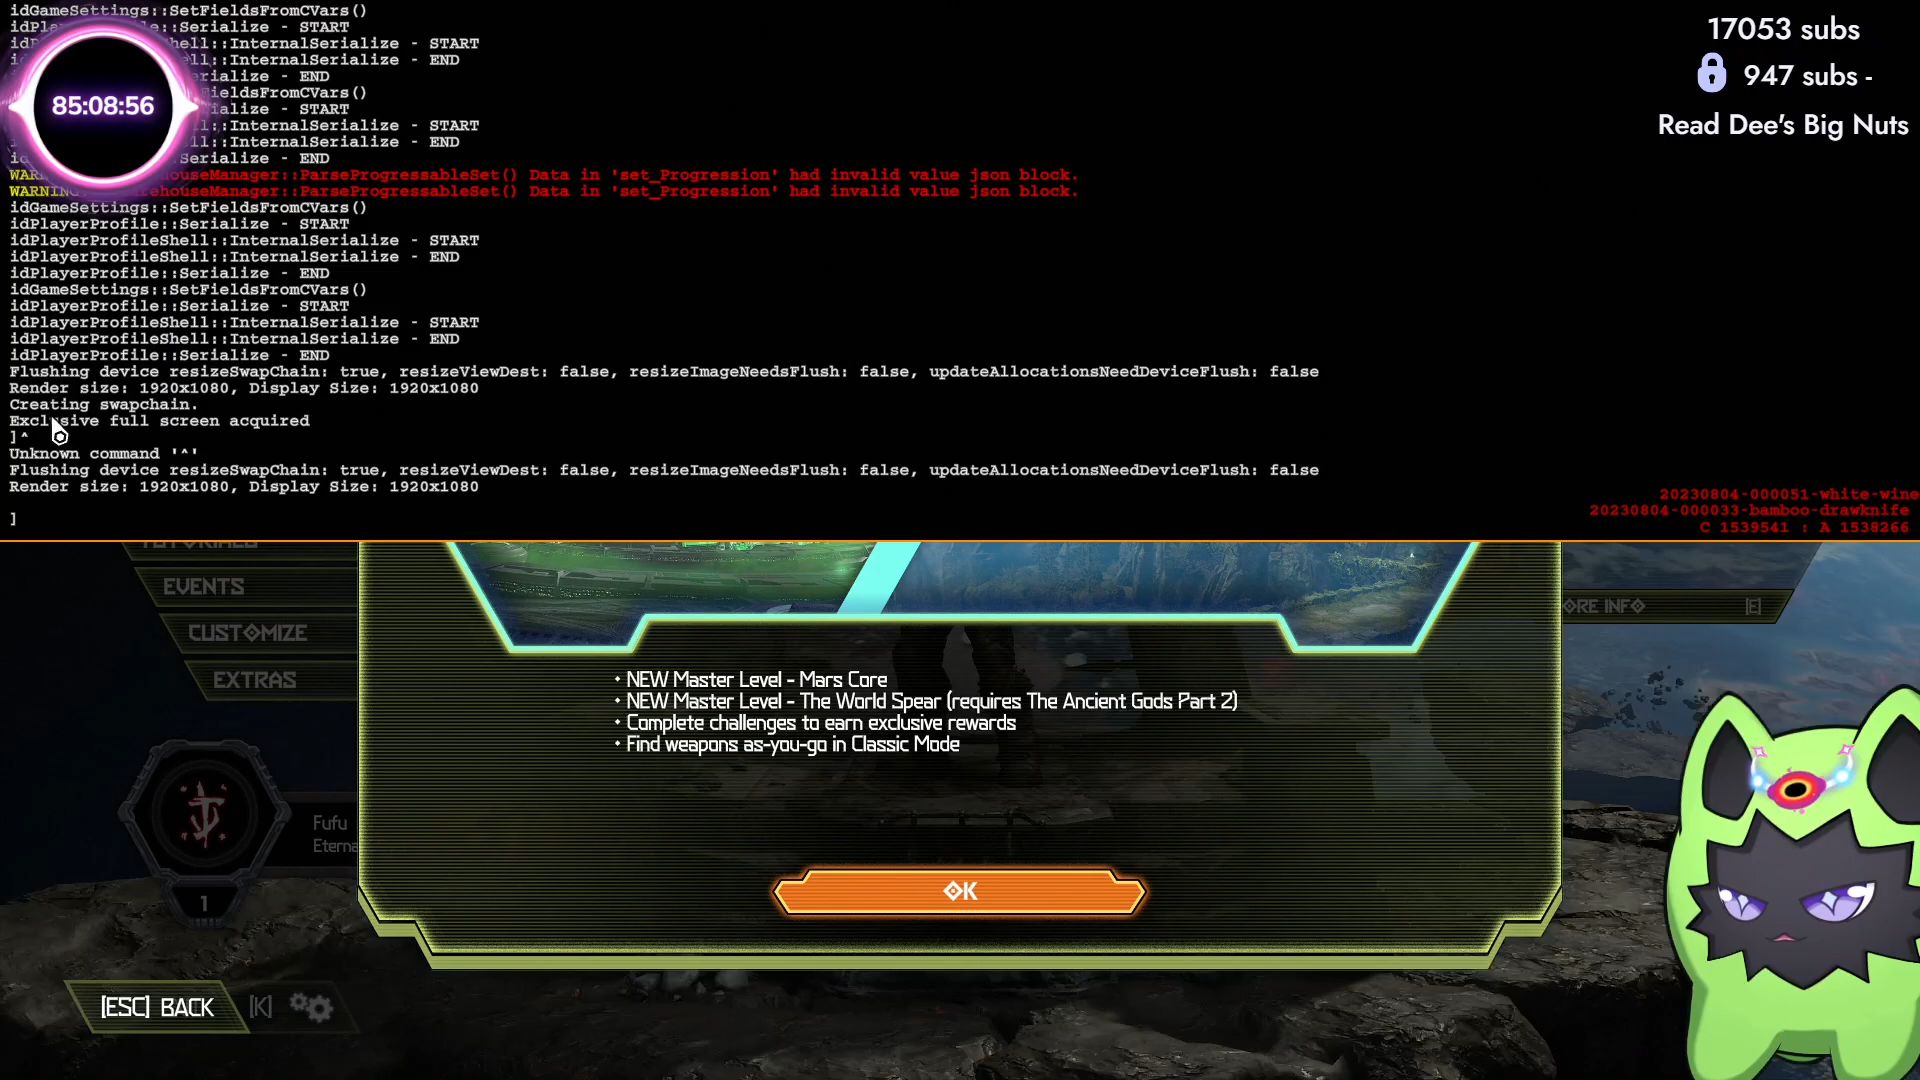 idGameSettings::SetFieldsFromCVars()
Serialize - START
::InternalSerialize - START
::InternalSerialize - END
Serialize - END
Serialize - START
::InternalSerialize - START
::InternalSerialize - END
Serialize - END
::ParseProgressableSet() Data in 'set_Progression' had invalid value json block.
::ParseProgressableSet() Data in 'set_Progression' had invalid value json block.
idGameSettings::SetFieldsFromCVars()
idPlayerProfile::Serialize - START
idPlayerProfileShell::InternalSerialize - START
idPlayerProfileShell::InternalSerialize - END
idPlayerProfile::Serialize - END
idGameSettings::SetFieldsFromCVars()
idPlayerProfile::Serialize - START
idPlayerProfileShell::InternalSerialize - START
idPlayerProfileShell::InternalSerialize - END
idPlayerProfile::Serialize - END
Flushing device resizeSwapChain: true, resizeViewDest: false, resizeImageNeedsFlush: false, updateAllocationsNeedDeviceFlush: false
Render size: 1920x1080, Display Size: 1920x1080
Creating swapchain.
Exclusive full screen acquired
]^
Unknown command '^'
Flushing device resizeSwapChain: true, resizeViewDest: false, resizeImageNeedsFlush: false, updateAllocationsNeedDeviceFlush: false
Render size: 1920x1080, Display Size: 1920x1080
]
85:08:56
17053 subs
947 subs -
Read Dee's Big Nuts
20230804-000051-white-wine
20230804-000033-bamboo-drawknife
C 1539541 : A 1538266
EVENTS
CUSTOMIZE
EXTRAS
ORE INFO [E]
• NEW Master Level - Mars Core
• NEW Master Level - The World Spear (requires The Ancient Gods Part 2)
• Complete challenges to earn exclusive rewards
• Find weapons as-you-go in Classic Mode
Fufu
Eterna
1
OK
[ESC] BACK [K]